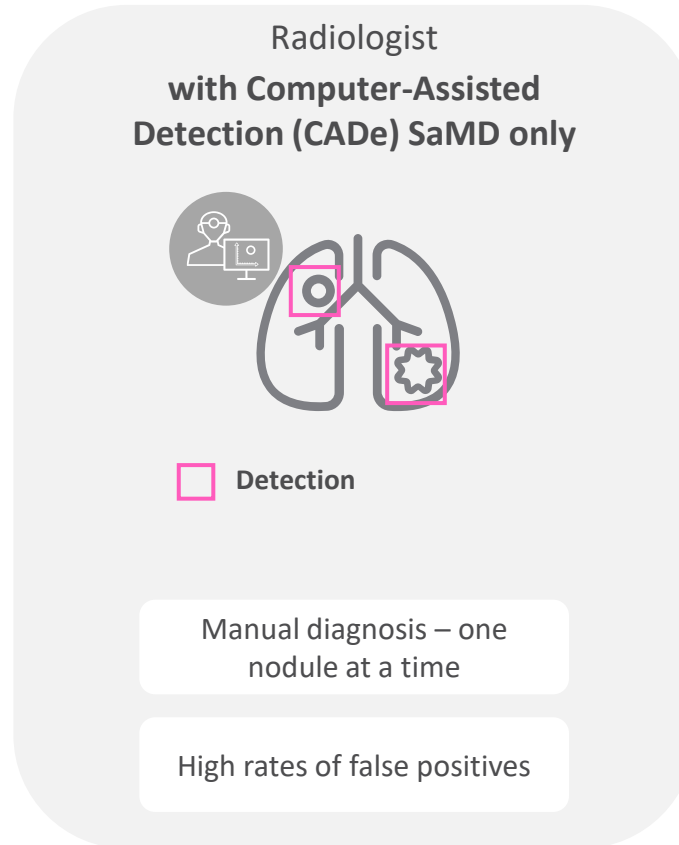 Radiologist
with Computer-Assisted
Detection (CADe) SaMD only
Detection
Manual diagnosis – one
nodule at a time
High rates of false positives